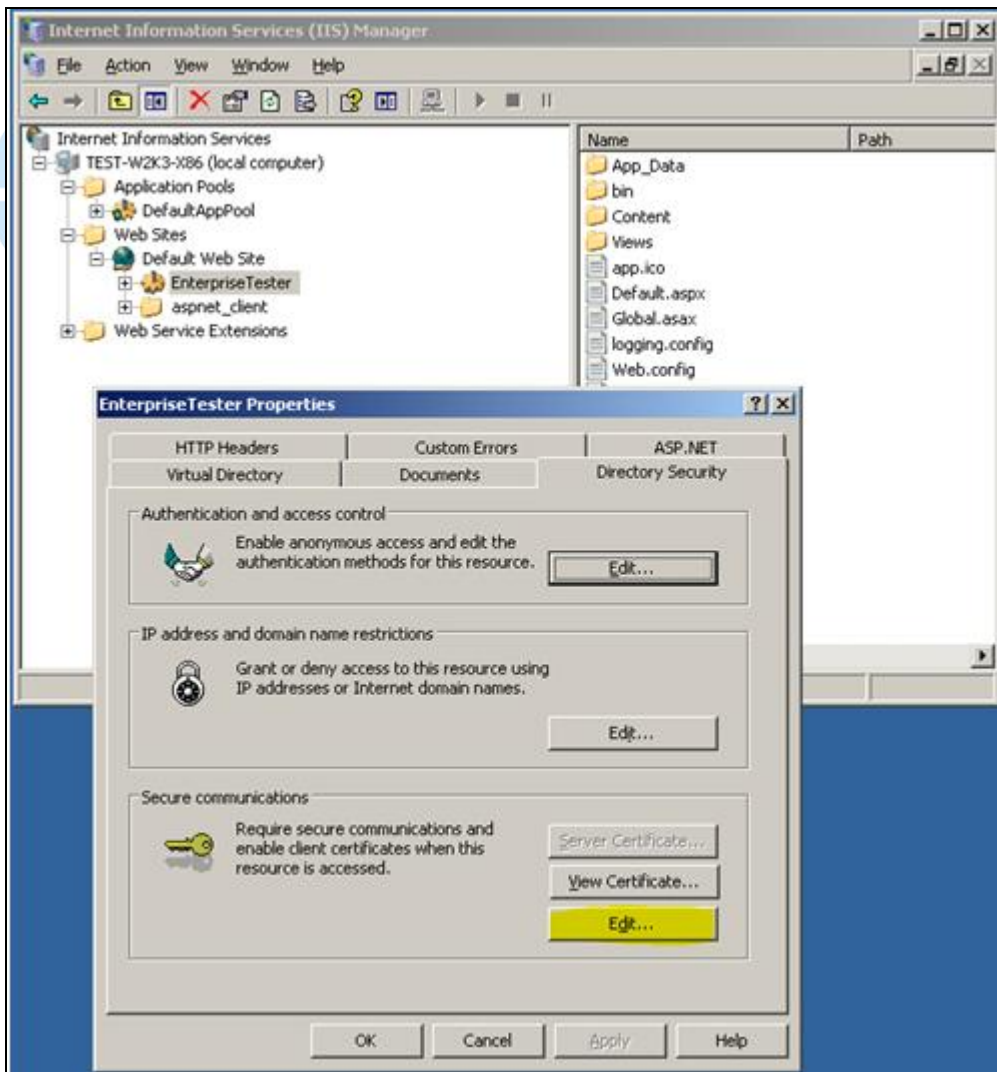 Internet Information Services (IIS) Manager
File Action View Window Help
Internet Information Services
TEST-W2K3-X86 (local computer)
Application Pools
DefaultAppPool
Web Sites
Default Web Site
EnterpriseTester
aspnet_client
Web Service Extensions
Name Path
App_Data
bin
Content
Views
app.ico
Default.aspx
Global.asax
logging.config
Web.config
EnterpriseTester Properties
HTTP Headers Custom Errors ASP.NET
Virtual Directory Documents Directory Security
Authentication and access control
Enable anonymous access and edit the
authentication methods for this resource.
Edit...
IP address and domain name restrictions
Grant or deny access to this resource using
IP addresses or Internet domain names.
Edit...
Secure communications
Require secure communications and
enable client certificates when this
resource is accessed.
Server Certificate...
View Certificate...
Edit...
OK Cancel Apply Help